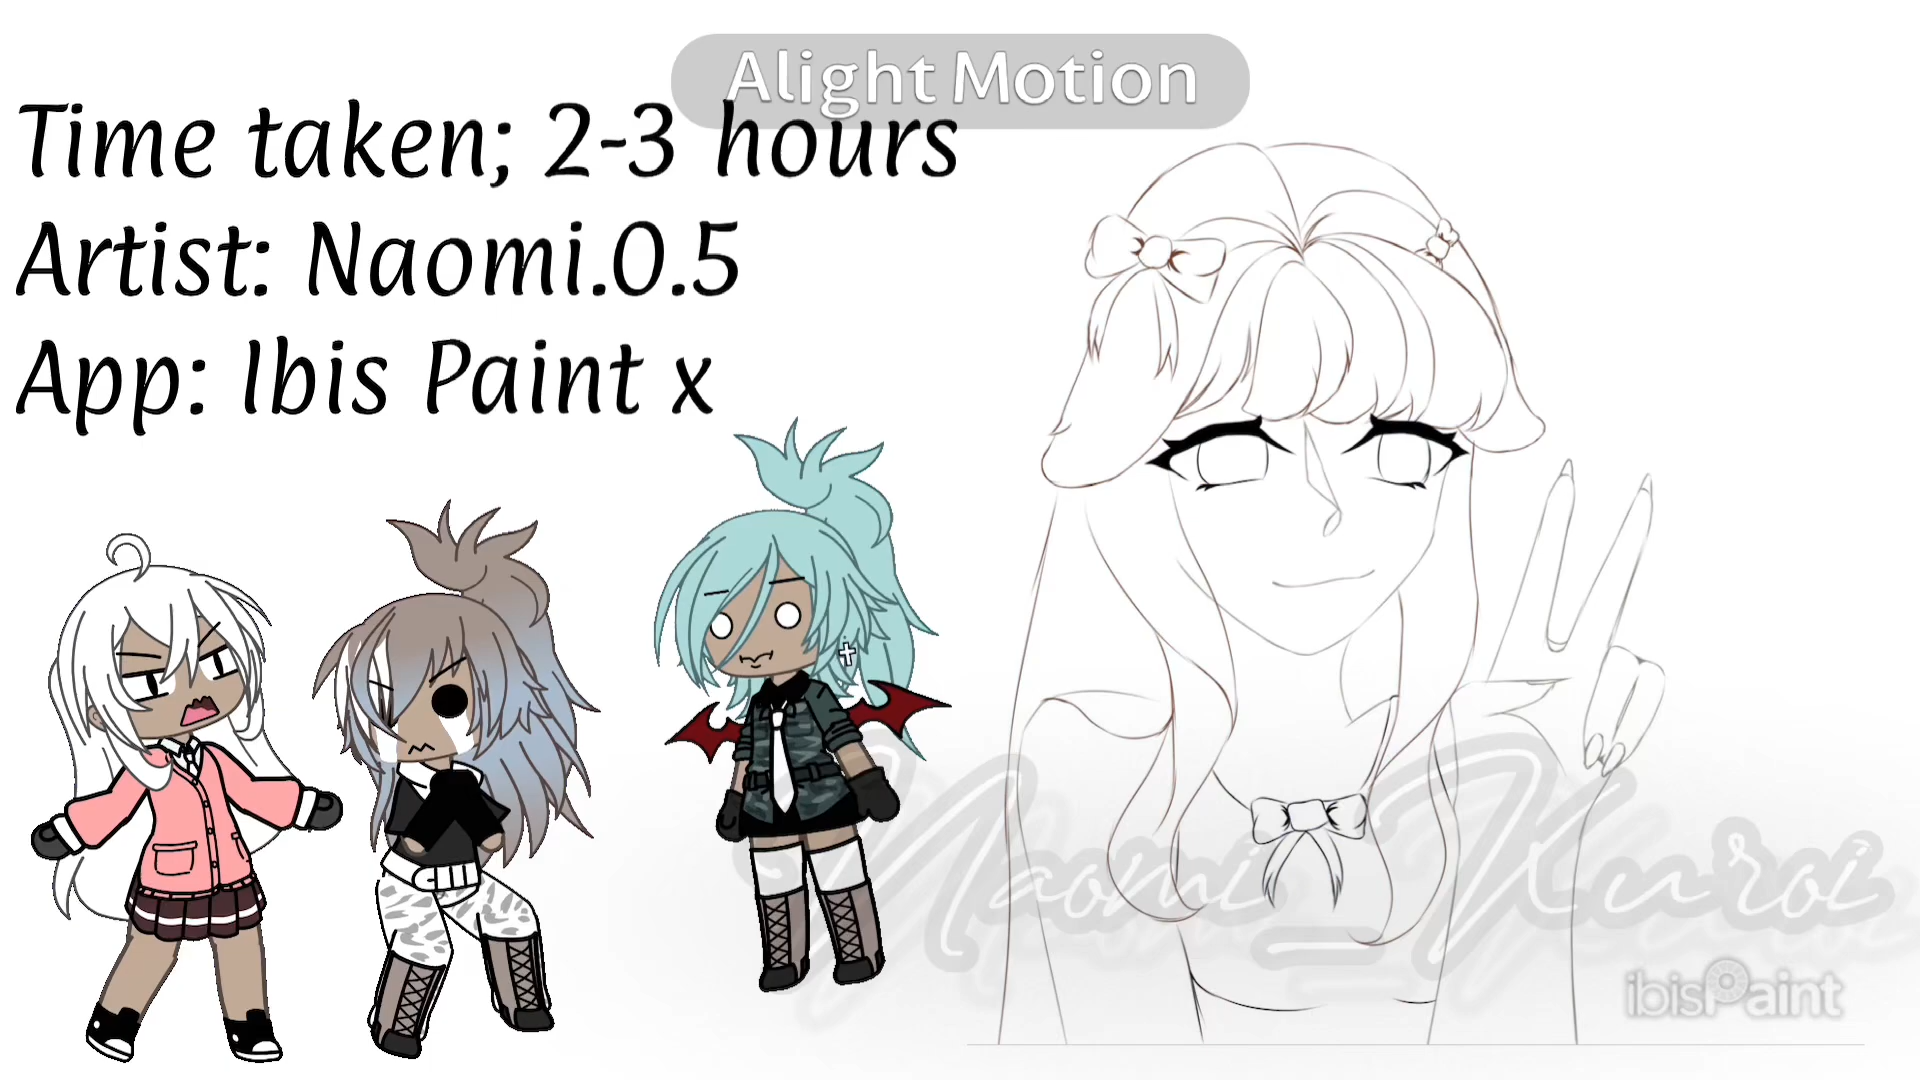 Alight Motion
Time taken; 2-3 hours
Artist: Naomi.0.5
App: Ibis Paint x
Naomi_Kuroi
ibisPaint